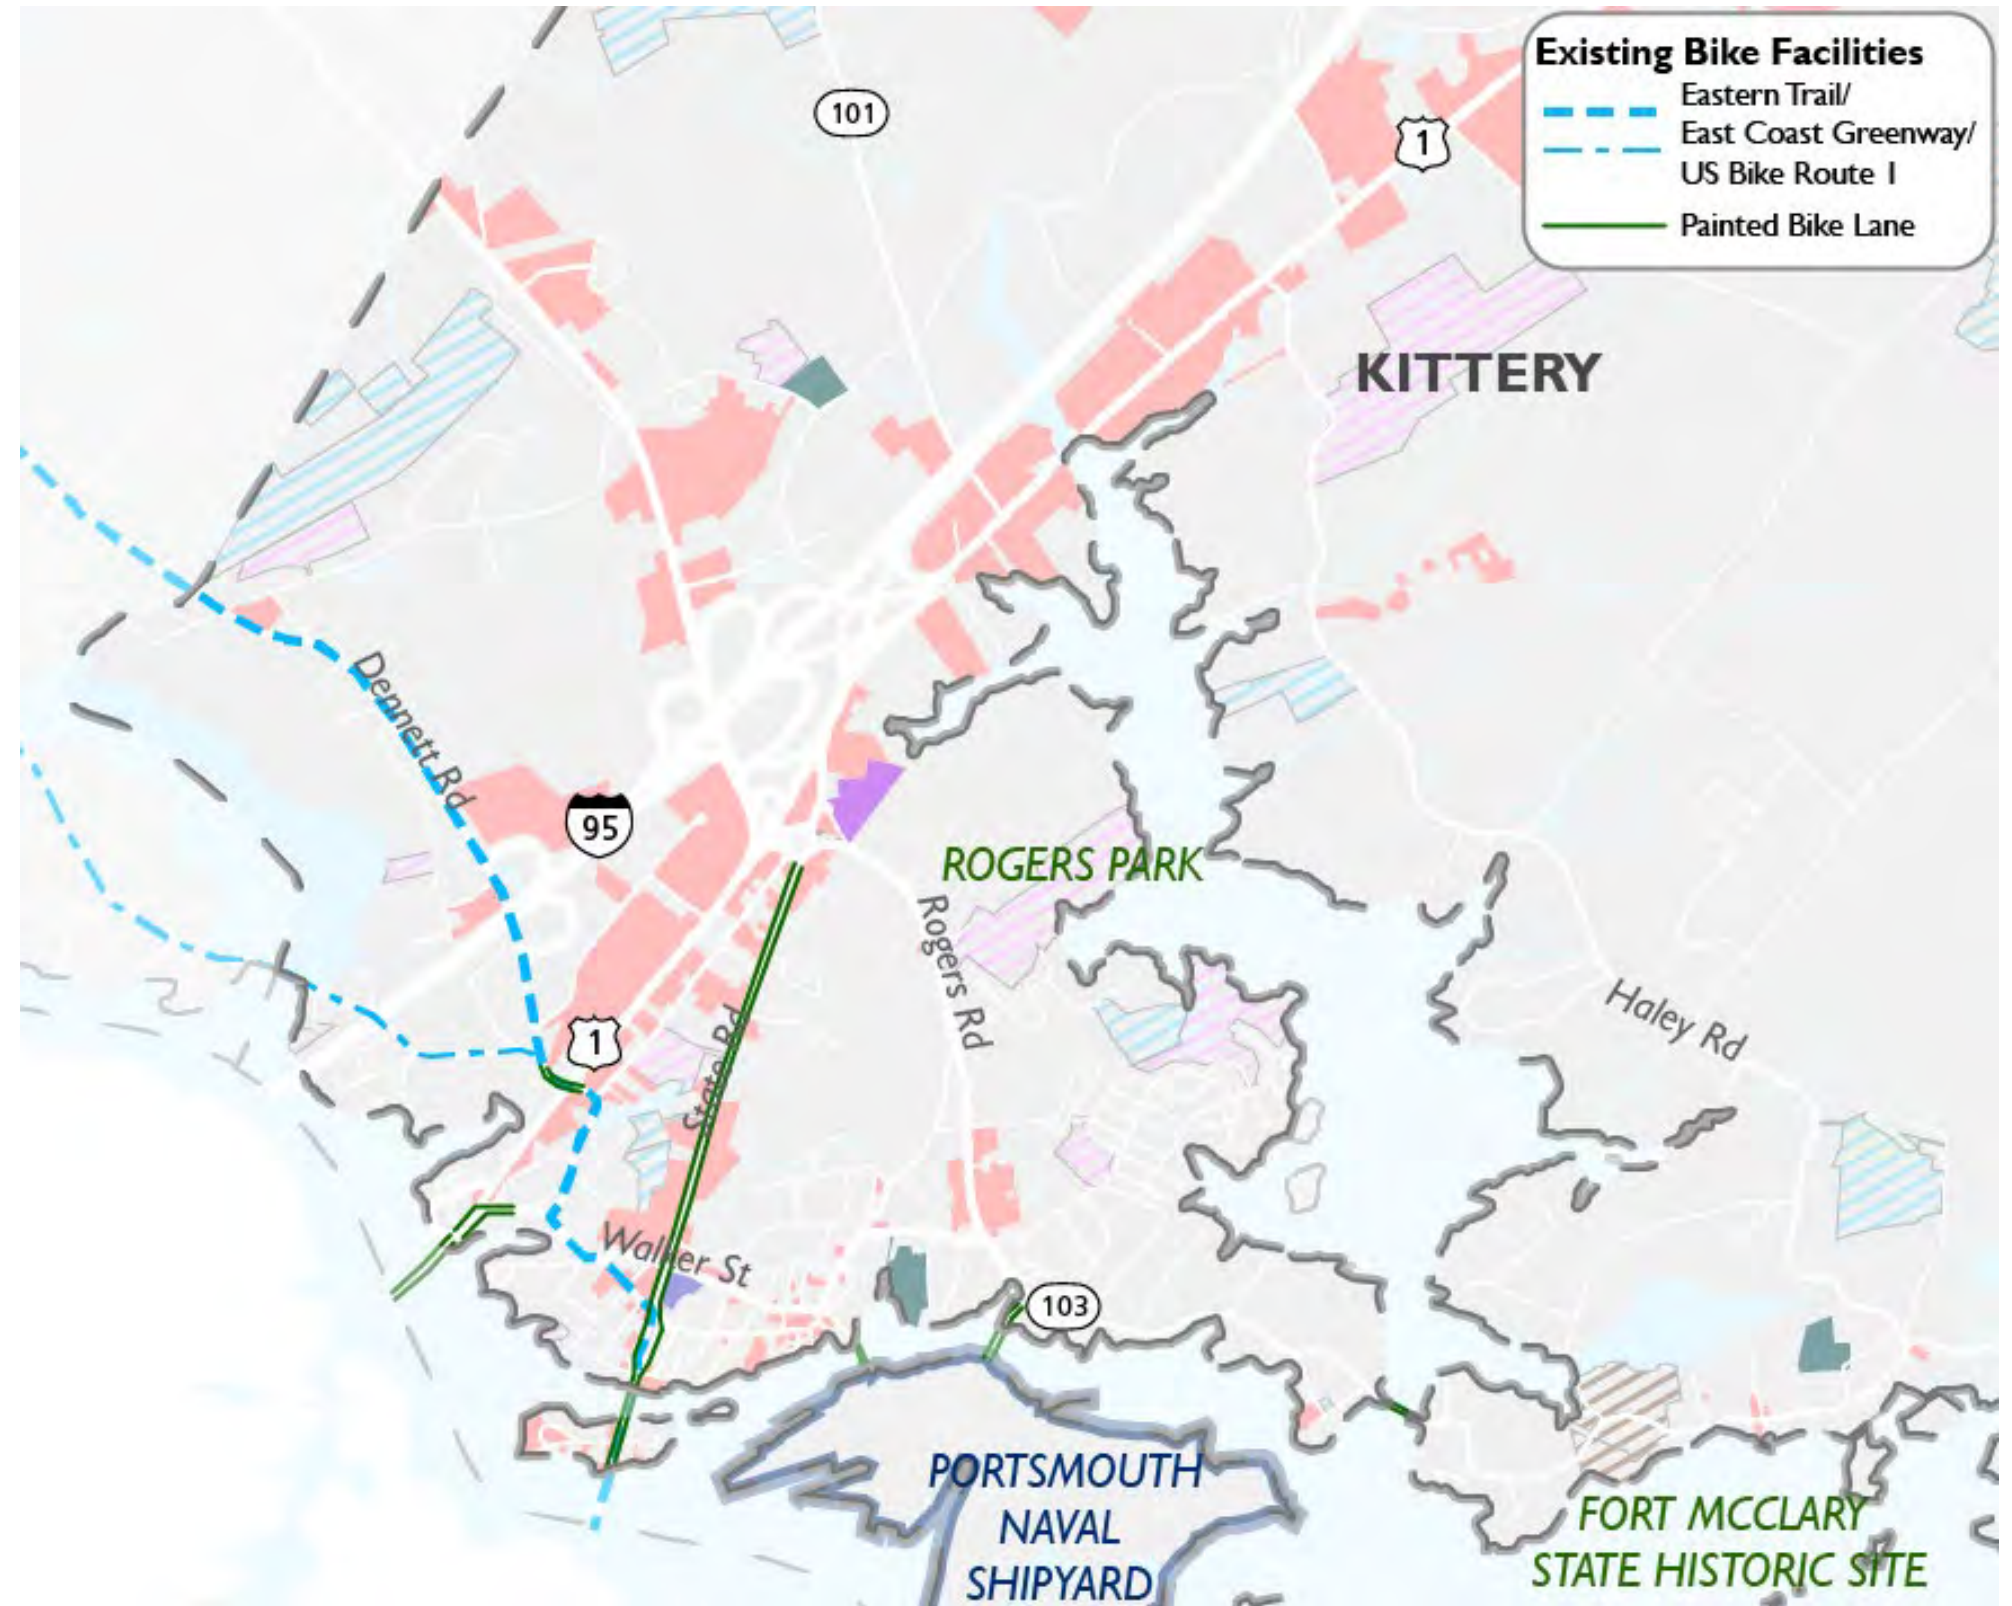 Existing Bike Facilities
Eastern Trail/
East Coast Greenway/
US Bike Route 1
Painted Bike Lane
101
1
KITTERY
Dennett Rd
95
ROGERS PARK
Rogers Rd
Haley Rd
1
State Rd
Walker St
103
PORTSMOUTH
NAVAL
SHIPYARD
FORT MCCLARY
STATE HISTORIC SITE